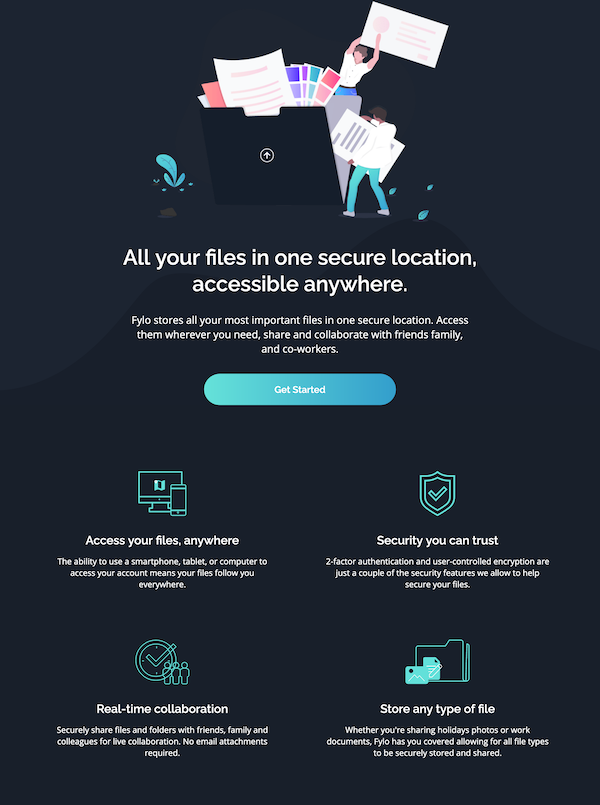 All your files in one secure location,
accessible anywhere.
Fylo stores all your most important files in one secure location. Access
them wherever you need, share and collaborate with friends family,
and co-workers.
Get Started
Access your files, anywhere
The ability to use a smartphone, tablet, or computer to
access your account means your files follow you
everywhere.
Security you can trust
2-factor authentication and user-controlled encryption are
just a couple of the security features we allow to help
secure your files.
Real-time collaboration
Securely share files and folders with friends, family and
colleagues for live collaboration. No email attachments
required.
Store any type of file
Whether you're sharing holidays photos or work
documents, Fylo has you covered allowing for all file types
to be securely stored and shared.